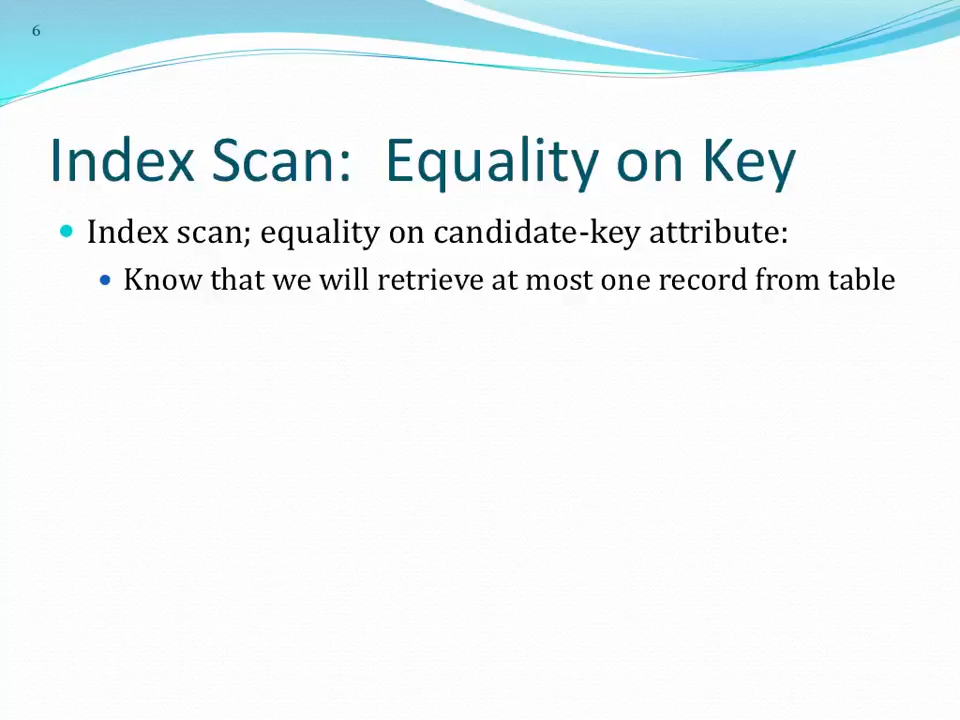 6
Index Scan:  Equality on Key
Index scan; equality on candidate-key attribute:
Know that we will retrieve at most one record from table